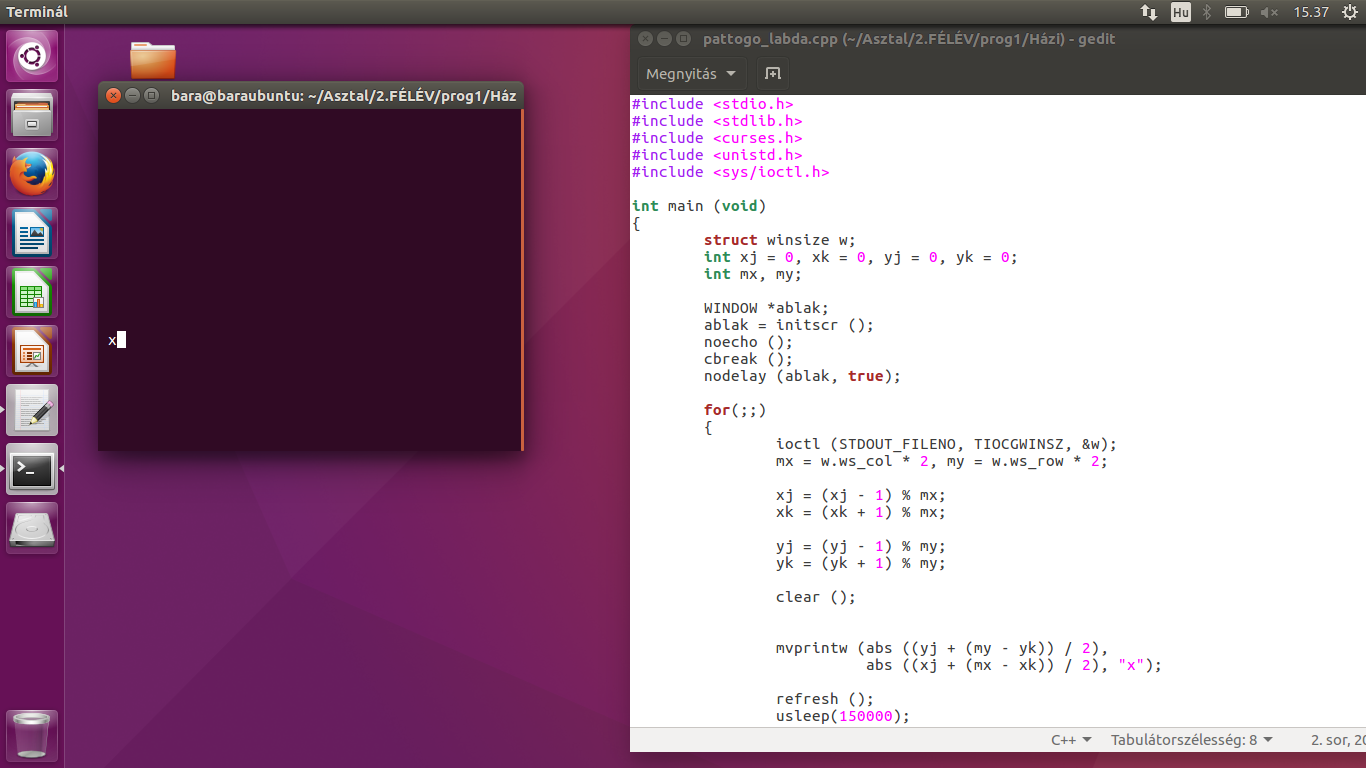 Terminál
Hu
15.37
pattogo_labda.cpp (~/Asztal/2.FÉLÉV/prog1/Házi) - gedit
Megnyitás
bara@baraubuntu: ~/Asztal/2.FÉLÉV/prog1/Ház
x
#include <stdio.h>
#include <stdlib.h>
#include <curses.h>
#include <unistd.h>
#include <sys/ioctl.h>
int main (void)
{
struct winsize w;
int xj = 0, xk = 0, yj = 0, yk = 0;
int mx, my;
WINDOW *ablak;
ablak = initscr ();
noecho ();
cbreak ();
nodelay (ablak, true);
for(;;)
{
ioctl (STDOUT_FILENO, TIOCGWINSZ, &w);
mx = w.ws_col * 2, my = w.ws_row * 2;
xj = (xj - 1) % mx;
xk = (xk + 1) % mx;
yj = (yj - 1) % my;
yk = (yk + 1) % my;
clear ();
mvprintw (abs ((yj + (my - yk)) / 2),
abs ((xj + (mx - xk)) / 2), "x");
refresh ();
usleep(150000);
C++
Tabulátorszélesség: 8
2. sor, 20